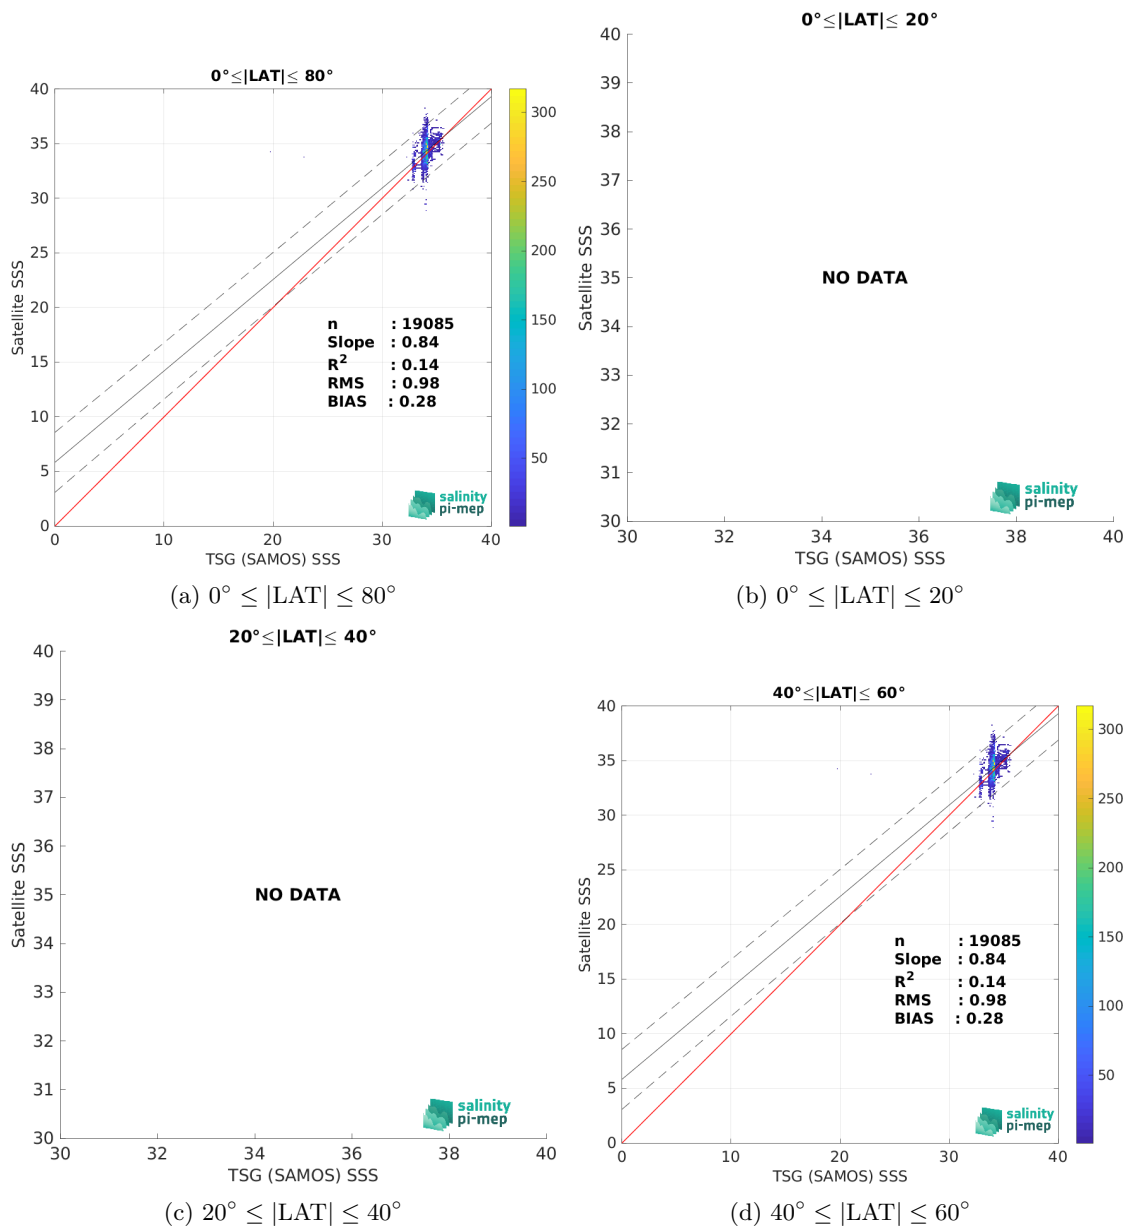 0°≤|LAT|≤ 80°
40
35
30
25
20
15
10
5
0
0
10
20
30
40
Satellite SSS
TSG (SAMOS) SSS
n : 19085
Slope : 0.84
R² : 0.14
RMS : 0.98
BIAS : 0.28
salinity
pi-mep
300
250
200
150
100
50
(a) 0° ≤ |LAT| ≤ 80°
0°≤|LAT|≤ 20°
40
39
38
37
36
35
34
33
32
31
30
30
32
34
36
38
40
Satellite SSS
TSG (SAMOS) SSS
NO DATA
salinity
pi-mep
(b) 0° ≤ |LAT| ≤ 20°
20°≤|LAT|≤ 40°
40
39
38
37
36
35
34
33
32
31
30
30
32
34
36
38
40
Satellite SSS
TSG (SAMOS) SSS
NO DATA
salinity
pi-mep
(c) 20° ≤ |LAT| ≤ 40°
40°≤|LAT|≤ 60°
40
35
30
25
20
15
10
5
0
0
10
20
30
40
Satellite SSS
TSG (SAMOS) SSS
n : 19085
Slope : 0.84
R² : 0.14
RMS : 0.98
BIAS : 0.28
salinity
pi-mep
300
250
200
150
100
50
(d) 40° ≤ |LAT| ≤ 60°